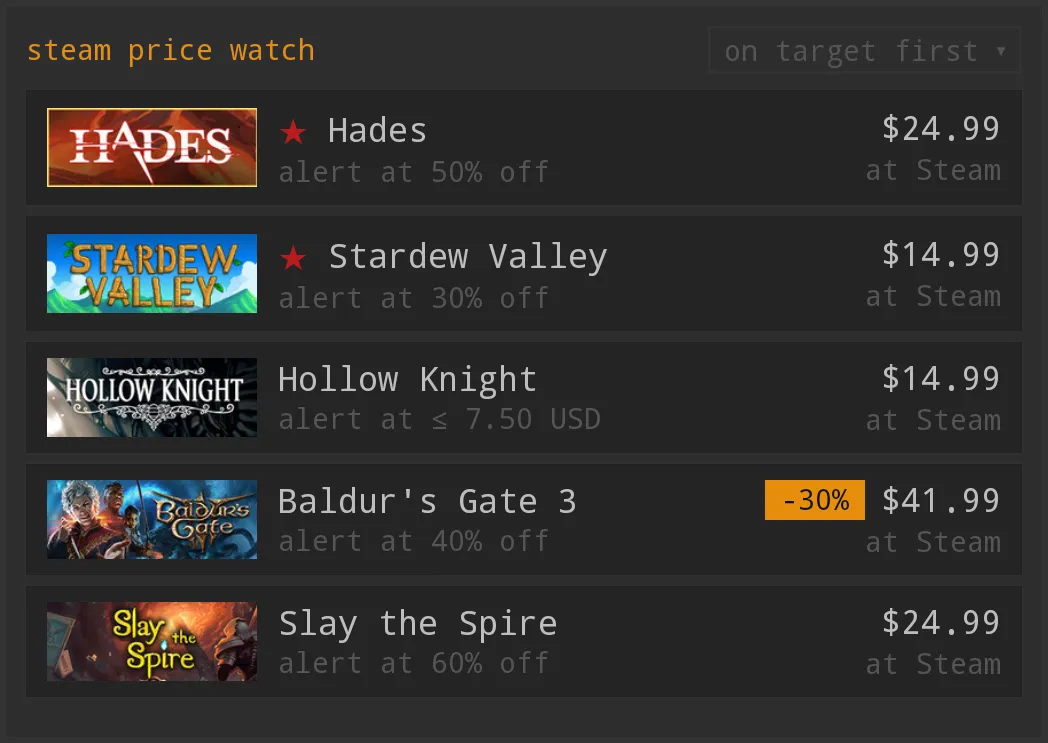 steam price watch
on target first ▾
HADES
★ Hades
$24.99
alert at 50% off
at Steam
STARDEW
VALLEY
★ Stardew Valley
$14.99
alert at 30% off
at Steam
HOLLOW KNIGHT
Hollow Knight
$14.99
alert at ≤ 7.50 USD
at Steam
BALDUR'S
GATE
Baldur's Gate 3
-30%
$41.99
alert at 40% off
at Steam
Slay the
Spire
Slay the Spire
$24.99
alert at 60% off
at Steam